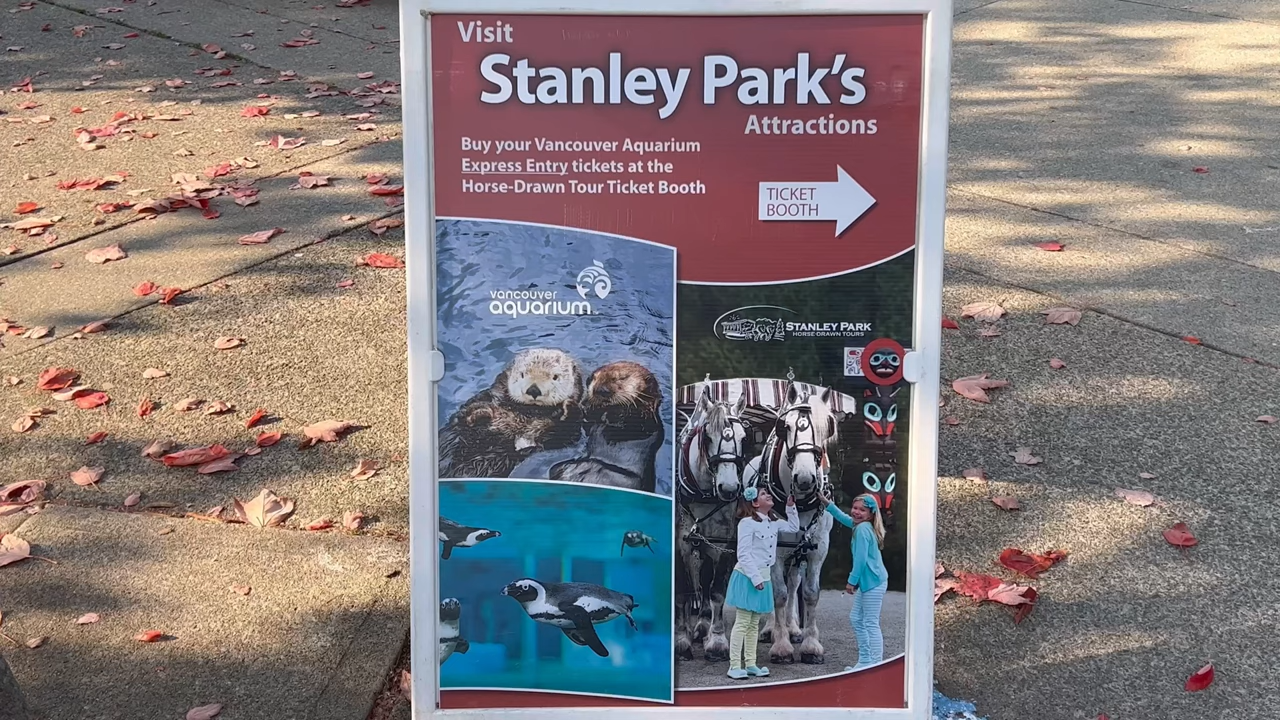 Visit
Stanley Park's
Attractions
Buy your Vancouver Aquarium
Express Entry tickets at the
Horse-Drawn Tour Ticket Booth
TICKET
BOOTH
vancouver
aquarium
STANLEY PARK
HORSE DRAWN TOURS